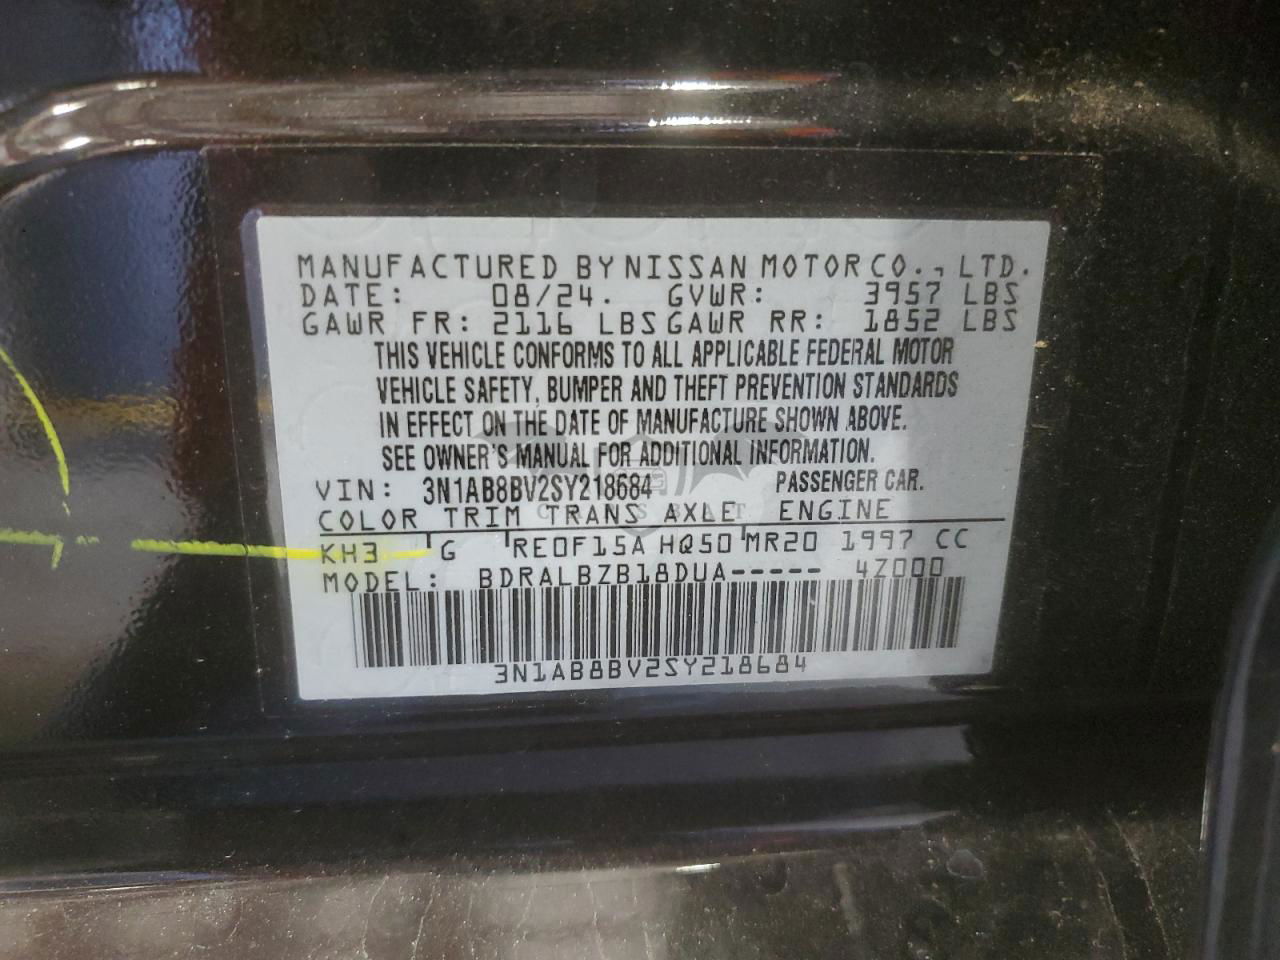 MANUFACTURED BY NISSAN MOTOR CO., LTD.
DATE: 08/24. GVWR: 3957 LBS
GAWR FR: 2116 LBS GAWR RR: 1852 LBS
THIS VEHICLE CONFORMS TO ALL APPLICABLE FEDERAL MOTOR
VEHICLE SAFETY, BUMPER AND THEFT PREVENTION STANDARDS
IN EFFECT ON THE DATE OF MANUFACTURE SHOWN ABOVE.
SEE OWNER'S MANUAL FOR ADDITIONAL INFORMATION.
VIN: 3N1AB8BV2SY218684 PASSENGER CAR.
COLOR TRIM TRANS AXLE ENGINE
KH3 G RE0F15A HQ50 MR20 1997 CC
MODEL: BDRALBZB18DUA----- 4Z000
3N1AB8BV2SY218684